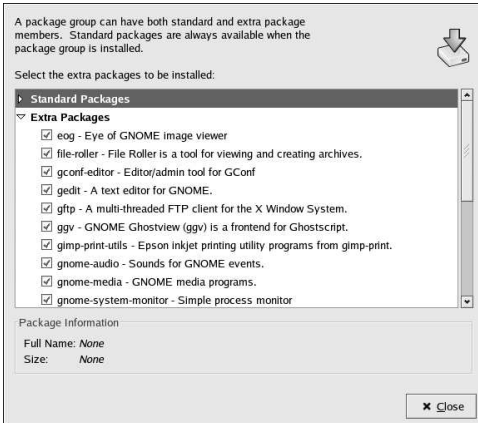 A package group can have both standard and extra package
members. Standard packages are always available when the
package group is installed.
Select the extra packages to be installed:
Standard Packages
Extra Packages
eog - Eye of GNOME image viewer
file-roller - File Roller is a tool for viewing and creating archives.
gconf-editor - Editor/admin tool for GConf
gedit - A text editor for GNOME.
gftp - A multi-threaded FTP client for the X Window System.
ggv - GNOME Ghostview (ggv) is a frontend for Ghostscript.
gimp-print-utils - Epson inkjet printing utility programs from gimp-print.
gnome-audio - Sounds for GNOME events.
gnome-media - GNOME media programs.
gnome-system-monitor - Simple process monitor
Package Information
Full Name: None
Size: None
Close